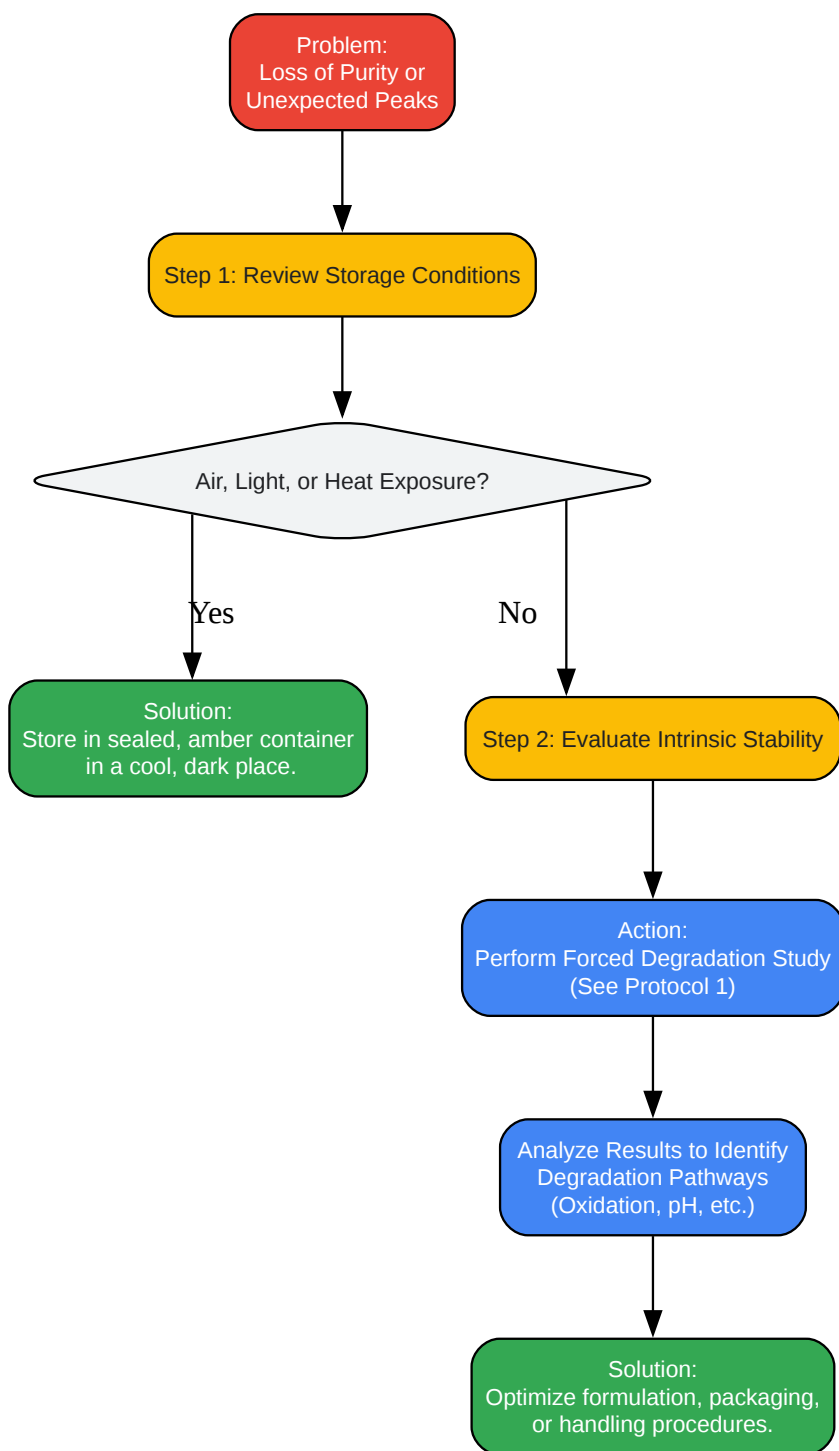 Problem:
Loss of Purity or
Unexpected Peaks
Step 1: Review Storage Conditions
Air, Light, or Heat Exposure?
Yes
No
Solution:
Store in sealed, amber container
in a cool, dark place.
Step 2: Evaluate Intrinsic Stability
Action:
Perform Forced Degradation Study
(See Protocol 1)
Analyze Results to Identify
Degradation Pathways
(Oxidation, pH, etc.)
Solution:
Optimize formulation, packaging,
or handling procedures.